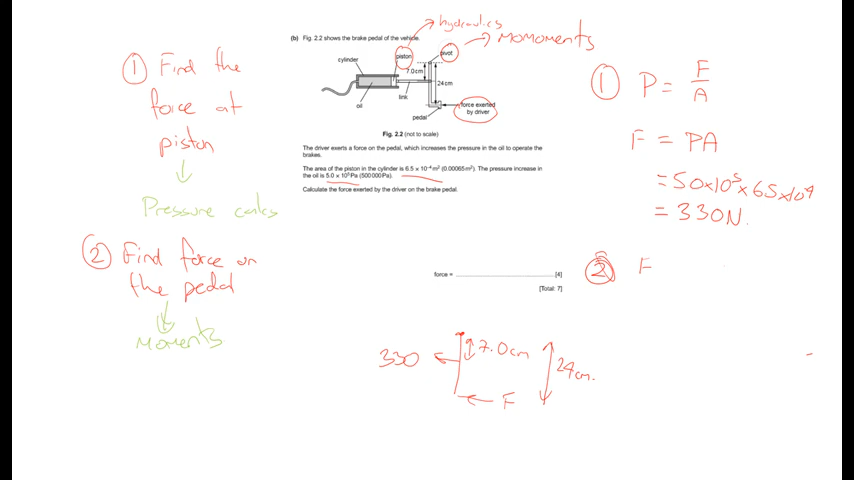 hydraulics
(b) Fig. 2.2 shows the brake pedal of the vehicle.
piston
pivot
MOMOMENTS
cylinder
7.0 cm
24 cm
link
oil
force exerted
by driver
pedal
Fig. 2.2 (not to scale)
The driver exerts a force on the pedal, which increases the pressure in the oil to operate the
brakes.
The area of the piston in the cylinder is 6.5 × 10⁻⁴ m² (0.00065 m²). The pressure increase in
the oil is 5.0 × 10⁵ Pa (500 000 Pa).
Calculate the force exerted by the driver on the brake pedal.
force = ............................................................ [4]
[Total: 7]
① Find the
force at
piston
Pressure calcs
② Find force on
the pedal
Moments
① P = F/A
F = PA
= 50×10⁵ × 65×10⁴
= 330N.
② F
330
7.0cm
24cm.
F